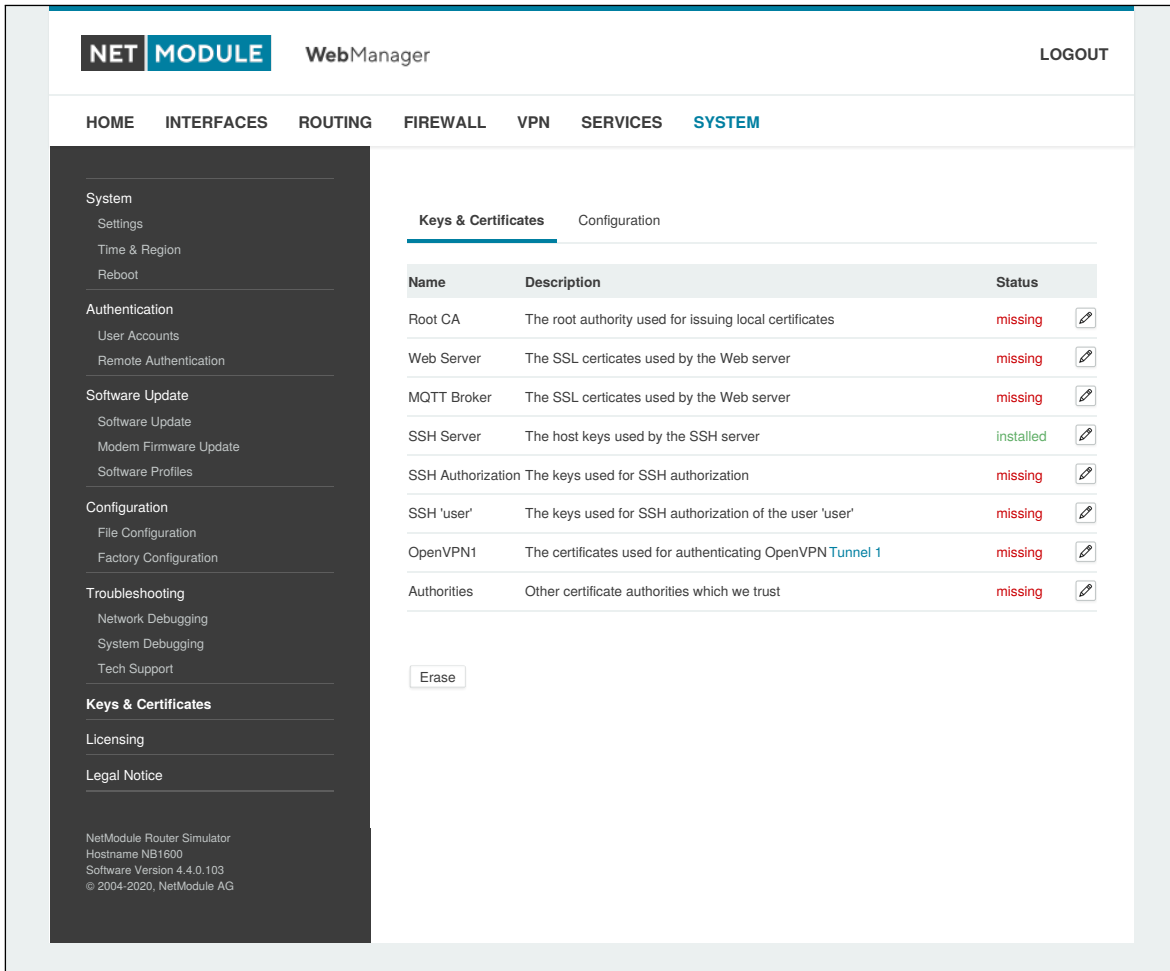 NET MODULE WebManager LOGOUT
HOME INTERFACES ROUTING FIREWALL VPN SERVICES SYSTEM
System
Settings
Time & Region
Reboot
Authentication
User Accounts
Remote Authentication
Software Update
Software Update
Modem Firmware Update
Software Profiles
Configuration
File Configuration
Factory Configuration
Troubleshooting
Network Debugging
System Debugging
Tech Support
Keys & Certificates
Licensing
Legal Notice
NetModule Router Simulator
Hostname NB1600
Software Version 4.4.0.103
© 2004-2020, NetModule AG
Keys & Certificates Configuration
Name Description Status
Root CA The root authority used for issuing local certificates missing
Web Server The SSL certicates used by the Web server missing
MQTT Broker The SSL certicates used by the Web server missing
SSH Server The host keys used by the SSH server installed
SSH Authorization The keys used for SSH authorization missing
SSH 'user' The keys used for SSH authorization of the user 'user' missing
OpenVPN1 The certificates used for authenticating OpenVPN Tunnel 1 missing
Authorities Other certificate authorities which we trust missing
Erase